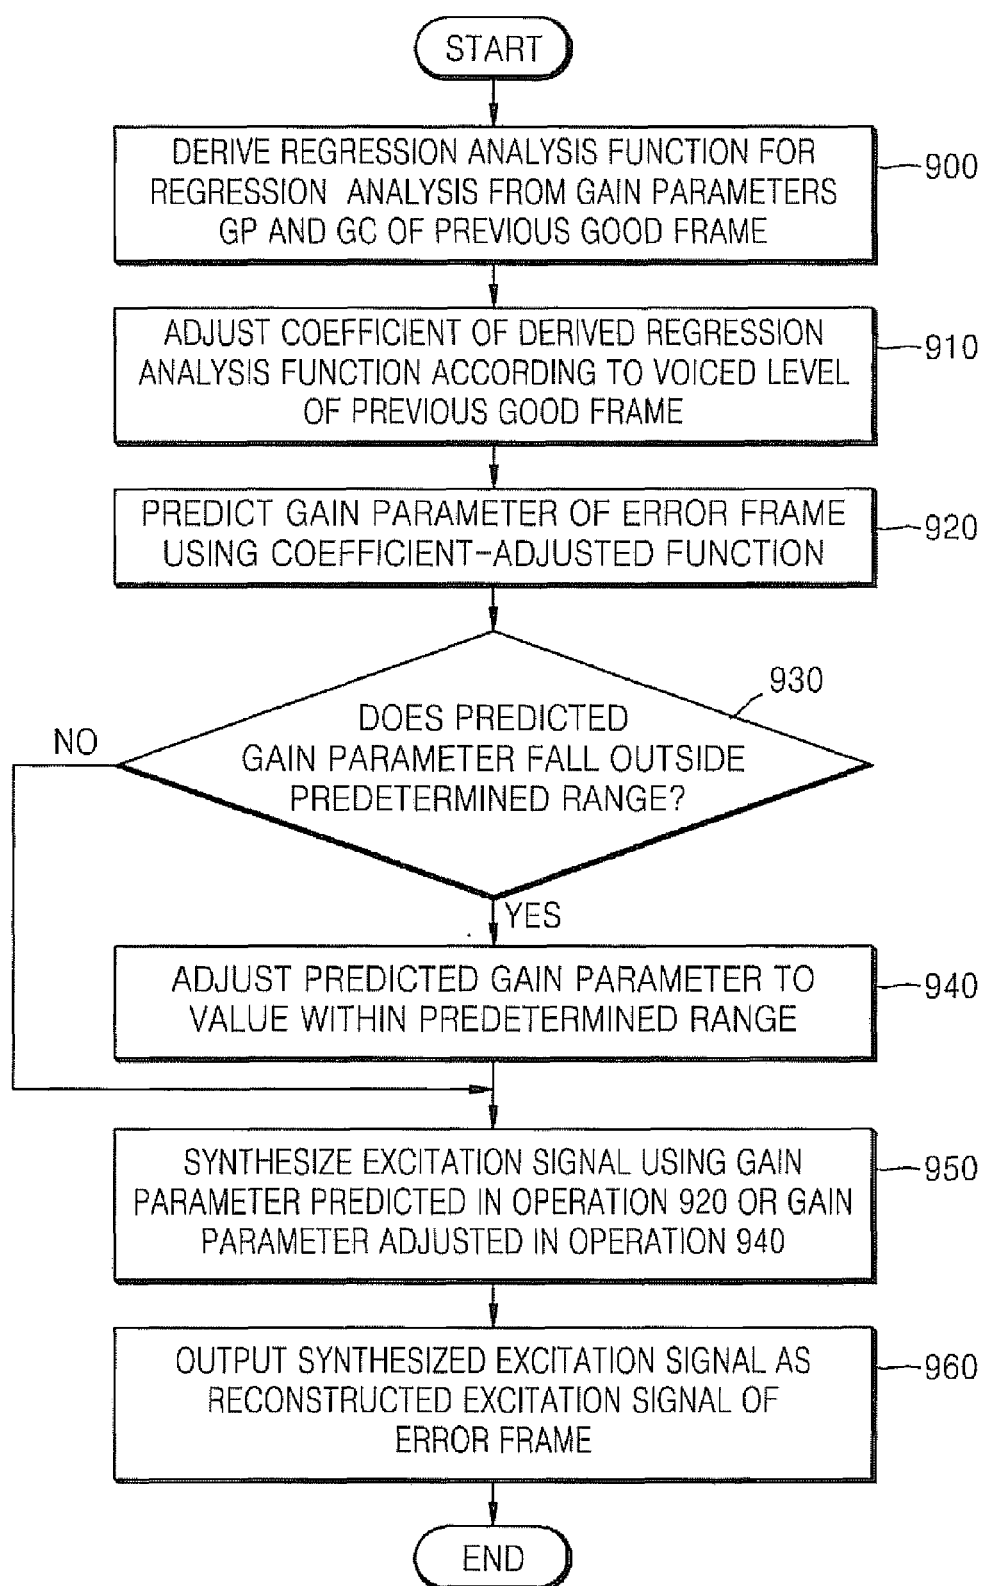 START
DERIVE REGRESSION ANALYSIS FUNCTION FOR
REGRESSION ANALYSIS FROM GAIN PARAMETERS
GP AND GC OF PREVIOUS GOOD FRAME
900
ADJUST COEFFICIENT OF DERIVED REGRESSION
ANALYSIS FUNCTION ACCORDING TO VOICED LEVEL
OF PREVIOUS GOOD FRAME
910
PREDICT GAIN PARAMETER OF ERROR FRAME
USING COEFFICIENT-ADJUSTED FUNCTION
920
930
DOES PREDICTED
GAIN PARAMETER FALL OUTSIDE
PREDETERMINED RANGE?
NO
YES
ADJUST PREDICTED GAIN PARAMETER TO
VALUE WITHIN PREDETERMINED RANGE
940
SYNTHESIZE EXCITATION SIGNAL USING GAIN
PARAMETER PREDICTED IN OPERATION 920 OR GAIN
PARAMETER ADJUSTED IN OPERATION 940
950
OUTPUT SYNTHESIZED EXCITATION SIGNAL AS
RECONSTRUCTED EXCITATION SIGNAL OF
ERROR FRAME
960
END